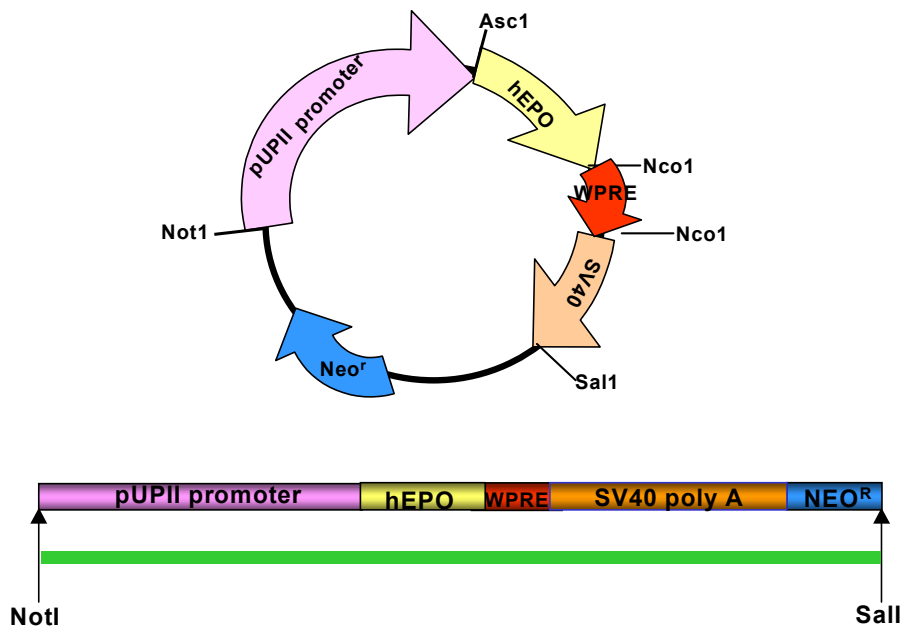 Asc1
pUPII promoter
hEPO
Nco1
WPRE
Not1
Nco1
SV40
Neoʳ
Sal1
pUPII promoter
hEPO
WPRE
SV40 poly A
NEOᴿ
NotI
SalI